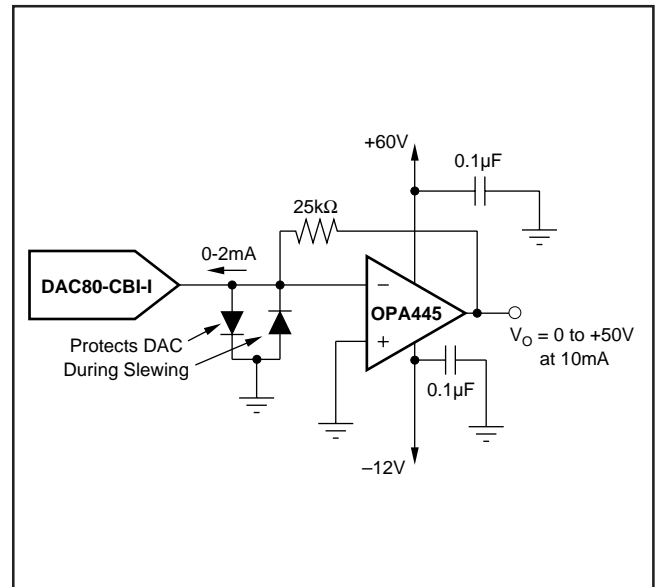 +60V
0.1µF
25kΩ
0-2mA
DAC80-CBI-I
–
OPA445
+
Protects DAC
During Slewing
V_O = 0 to +50V
at 10mA
0.1µF
–12V